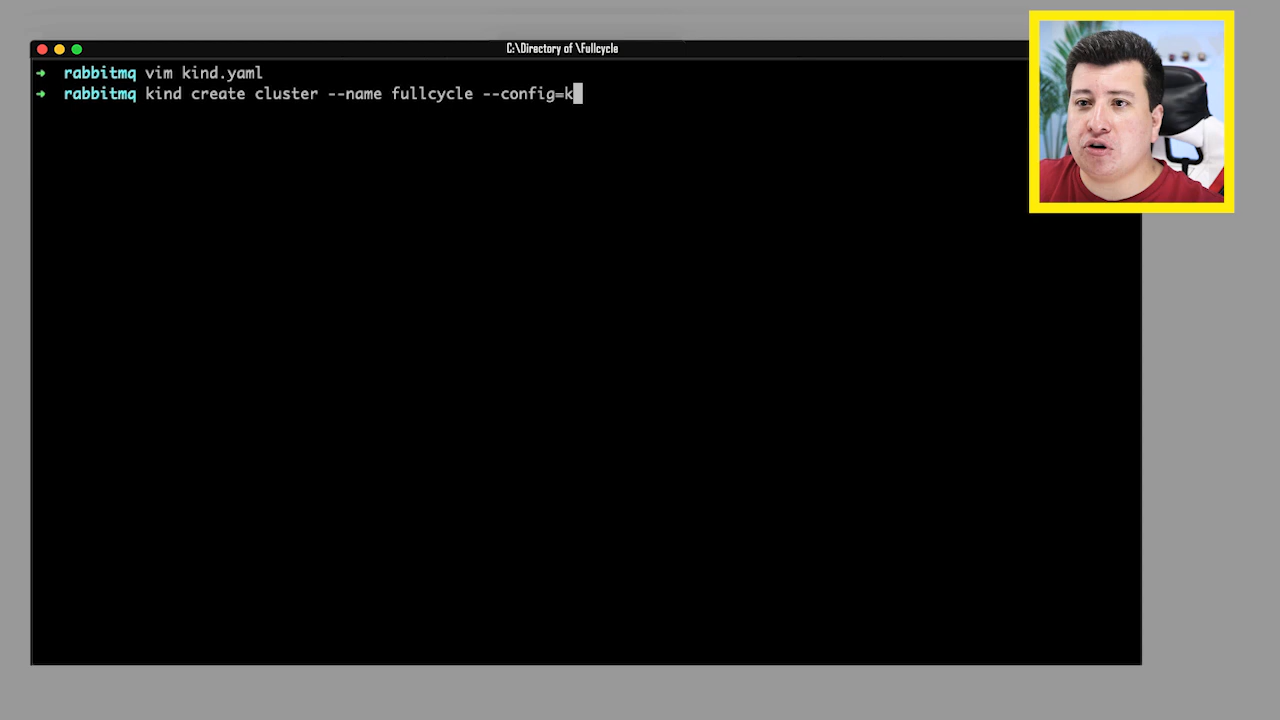 C:\Directory of \Fullcycle
➜ rabbitmq vim kind.yaml
➜ rabbitmq kind create cluster --name fullcycle --config=k